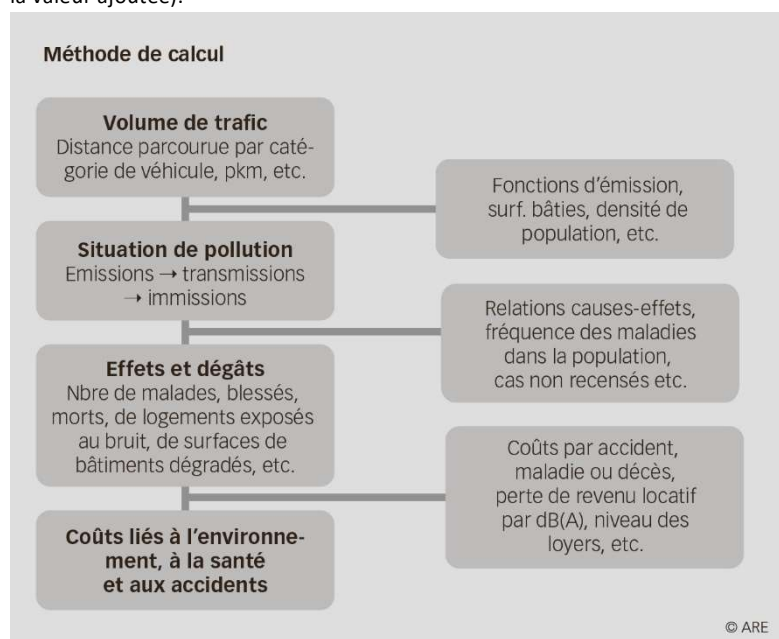 la valeur ajoutée).
Méthode de calcul
Volume de trafic
Distance parcourue par caté-
gorie de véhicule, pkm, etc.
Fonctions d'émission,
surf. bâties, densité de
population, etc.
Situation de pollution
Emissions → transmissions
→ immissions
Relations causes-effets,
fréquence des maladies
dans la population,
cas non recensés etc.
Effets et dégâts
Nbre de malades, blessés,
morts, de logements exposés
au bruit, de surfaces de
bâtiments dégradés, etc.
Coûts par accident,
maladie ou décès,
perte de revenu locatif
par dB(A), niveau des
loyers, etc.
Coûts liés à l'environne-
ment, à la santé
et aux accidents
© ARE